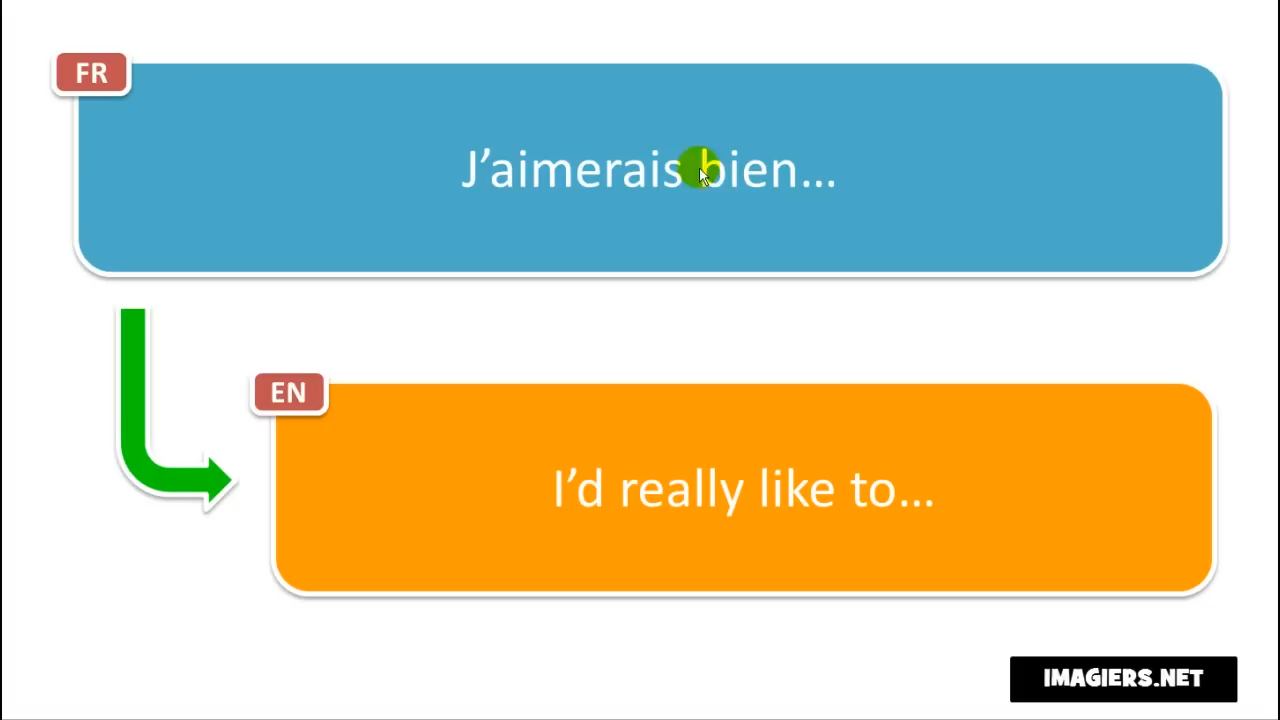 FR
J’aimerais bien…
EN
I’d really like to…
IMAGIERS.NET